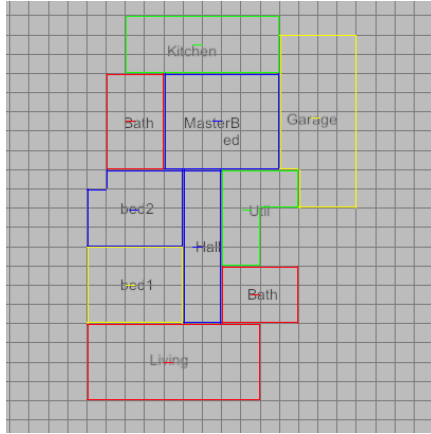 Kitchen
Bath
MasterB
ed
Garage
bed2
Util
Hall
bed1
Bath
Living